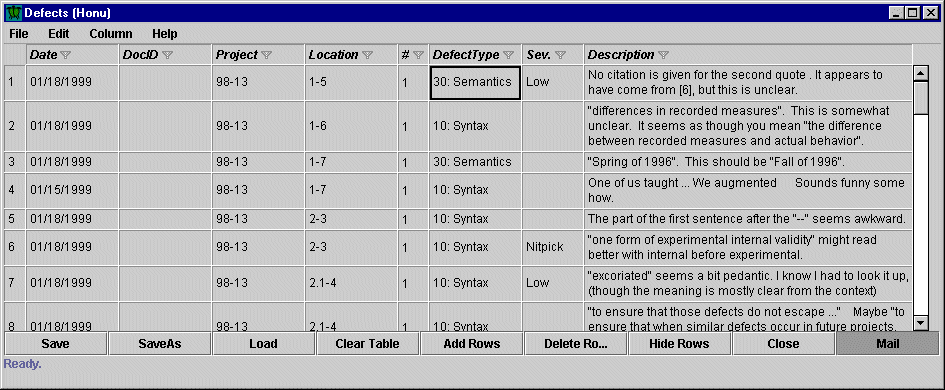 Defects (Honu)
File Edit Column Help
Date DocID Project Location # DefectType Sev. Description
1 01/18/1999 98-13 1-5 1 30: Semantics Low No citation is given for the second quote . It appears to
have come from [6], but this is unclear.
2 01/18/1999 98-13 1-6 1 10: Syntax "differences in recorded measures". This is somewhat
unclear. It seems as though you mean "the difference
between recorded measures and actual behavior".
3 01/18/1999 98-13 1-7 1 30: Semantics "Spring of 1996". This should be "Fall of 1996".
4 01/15/1999 98-13 1-7 1 10: Syntax One of us taught ... We augmented Sounds funny some
how.
5 01/18/1999 98-13 2-3 1 10: Syntax The part of the first sentence after the "--" seems awkward.
6 01/18/1999 98-13 2-3 1 10: Syntax Nitpick "one form of experimental internal validity" might read
better with internal before experimental.
7 01/18/1999 98-13 2.1-4 1 10: Syntax Low "excoriated" seems a bit pedantic. I know I had to look it up,
(though the meaning is mostly clear from the context)
8 01/18/1999 98-13 2.1-4 1 10: Syntax "to ensure that those defects do not escape ..." Maybe "to
ensure that when similar defects occur in future projects,
Save SaveAs Load Clear Table Add Rows Delete Ro... Hide Rows Close Mail
Ready.